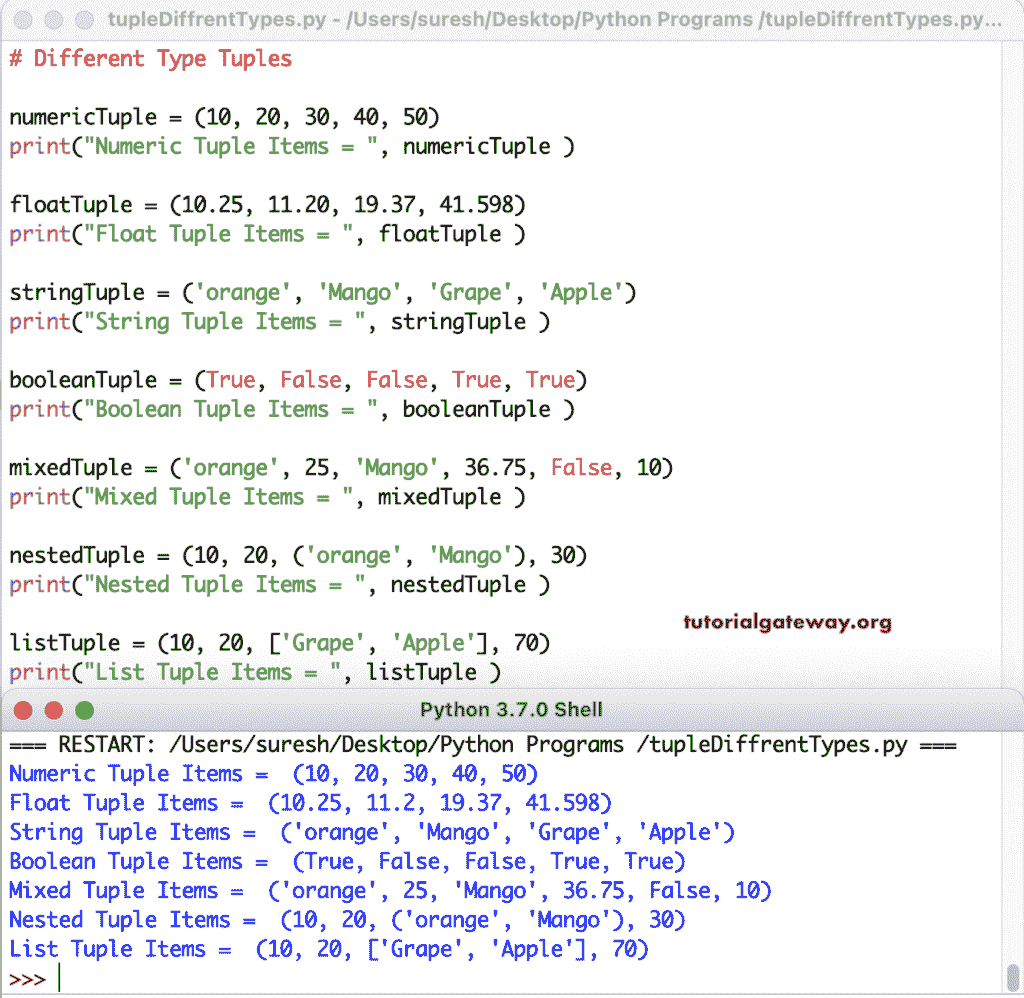 tupleDiffrentTypes.py - /Users/suresh/Desktop/Python Programs /tupleDiffrentTypes.py...
# Different Type Tuples
numericTuple = (10, 20, 30, 40, 50)
print("Numeric Tuple Items = ", numericTuple )
floatTuple = (10.25, 11.20, 19.37, 41.598)
print("Float Tuple Items = ", floatTuple )
stringTuple = ('orange', 'Mango', 'Grape', 'Apple')
print("String Tuple Items = ", stringTuple )
booleanTuple = (True, False, False, True, True)
print("Boolean Tuple Items = ", booleanTuple )
mixedTuple = ('orange', 25, 'Mango', 36.75, False, 10)
print("Mixed Tuple Items = ", mixedTuple )
nestedTuple = (10, 20, ('orange', 'Mango'), 30)
print("Nested Tuple Items = ", nestedTuple )
tutorialgateway.org
listTuple = (10, 20, ['Grape', 'Apple'], 70)
print("List Tuple Items = ", listTuple )
Python 3.7.0 Shell
=== RESTART: /Users/suresh/Desktop/Python Programs /tupleDiffrentTypes.py ===
Numeric Tuple Items =  (10, 20, 30, 40, 50)
Float Tuple Items =  (10.25, 11.2, 19.37, 41.598)
String Tuple Items =  ('orange', 'Mango', 'Grape', 'Apple')
Boolean Tuple Items =  (True, False, False, True, True)
Mixed Tuple Items =  ('orange', 25, 'Mango', 36.75, False, 10)
Nested Tuple Items =  (10, 20, ('orange', 'Mango'), 30)
List Tuple Items =  (10, 20, ['Grape', 'Apple'], 70)
>>>